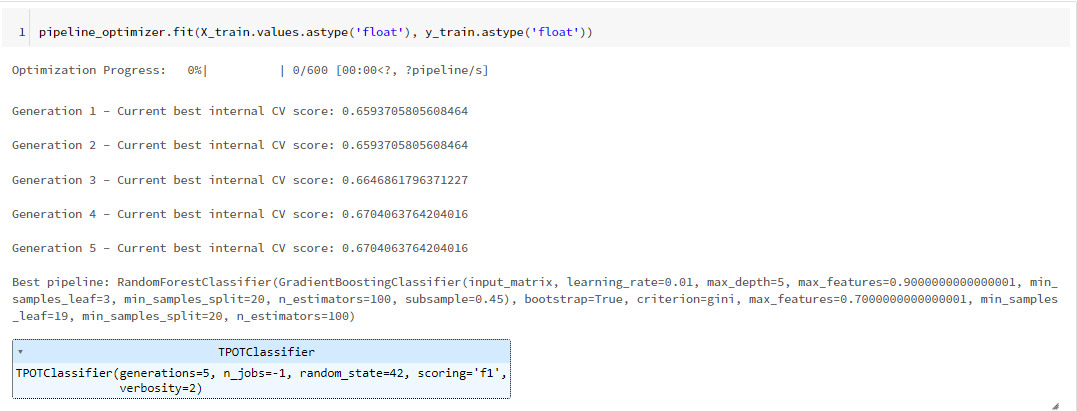 1 pipeline_optimizer.fit(X_train.values.astype('float'), y_train.astype('float'))
Optimization Progress:   0%|          | 0/600 [00:00<?, ?pipeline/s]
Generation 1 - Current best internal CV score: 0.6593705805608464
Generation 2 - Current best internal CV score: 0.6593705805608464
Generation 3 - Current best internal CV score: 0.6646861796371227
Generation 4 - Current best internal CV score: 0.6704063764204016
Generation 5 - Current best internal CV score: 0.6704063764204016
Best pipeline: RandomForestClassifier(GradientBoostingClassifier(input_matrix, learning_rate=0.01, max_depth=5, max_features=0.9000000000000001, min_
samples_leaf=3, min_samples_split=20, n_estimators=100, subsample=0.45), bootstrap=True, criterion=gini, max_features=0.7000000000000001, min_samples
_leaf=19, min_samples_split=20, n_estimators=100)
TPOTClassifier
TPOTClassifier(generations=5, n_jobs=-1, random_state=42, scoring='f1',
verbosity=2)